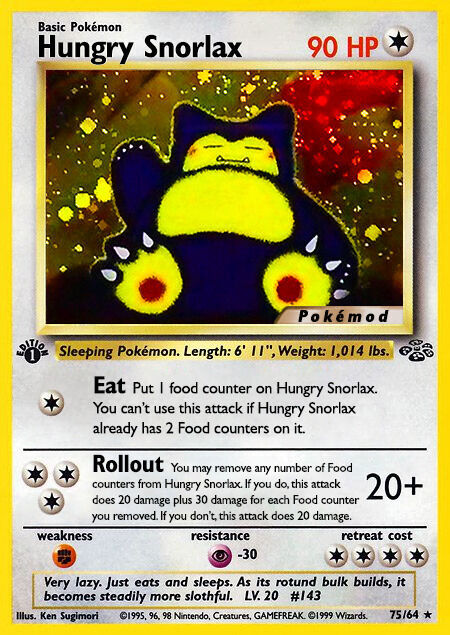 Basic Pokémon
Hungry Snorlax 90 HP
Pokémod
EDITION 1
Sleeping Pokémon. Length: 6' 11", Weight: 1,014 lbs.
Eat Put 1 food counter on Hungry Snorlax.
You can't use this attack if Hungry Snorlax
already has 2 Food counters on it.
Rollout You may remove any number of Food
counters from Hungry Snorlax. If you do, this attack
does 20 damage plus 30 damage for each Food counter
you removed. If you don't, this attack does 20 damage.
20+
weakness resistance retreat cost
-30
Very lazy. Just eats and sleeps. As its rotund bulk builds, it
becomes steadily more slothful. LV. 20 #143
Illus. Ken Sugimori ©1995, 96, 98 Nintendo, Creatures, GAMEFREAK. ©1999 Wizards. 75/64 ★